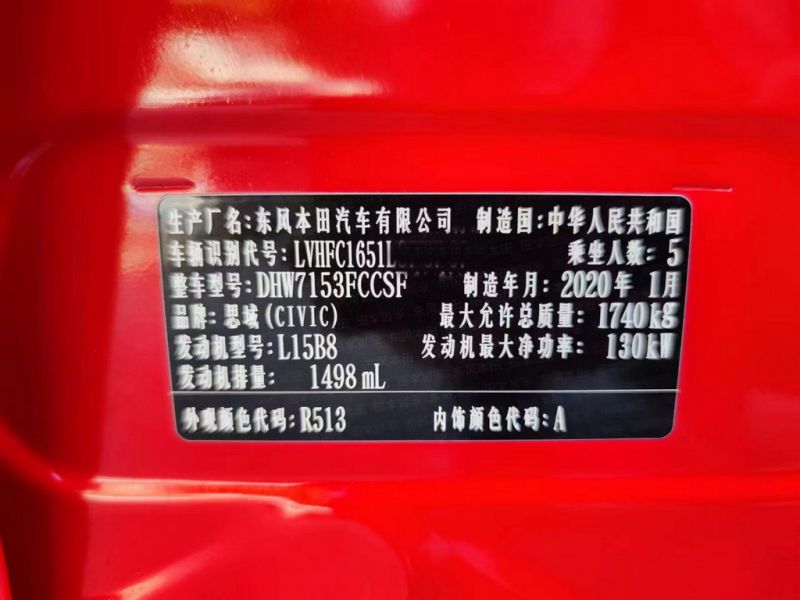 生产厂名:东风本田汽车有限公司 制造国:中华人民共和国
车辆识别代号:LVHFC1651L 乘坐人数: 5
整车型号:DHW7153FCCSF 制造年月:2020年 1月
品牌:思域(CIVIC) 最大允许总质量: 1740kg
发动机型号:L15B8 发动机最大净功率: 130kW
发动机排量: 1498 mL
外观颜色代码:R513 内饰颜色代码:A